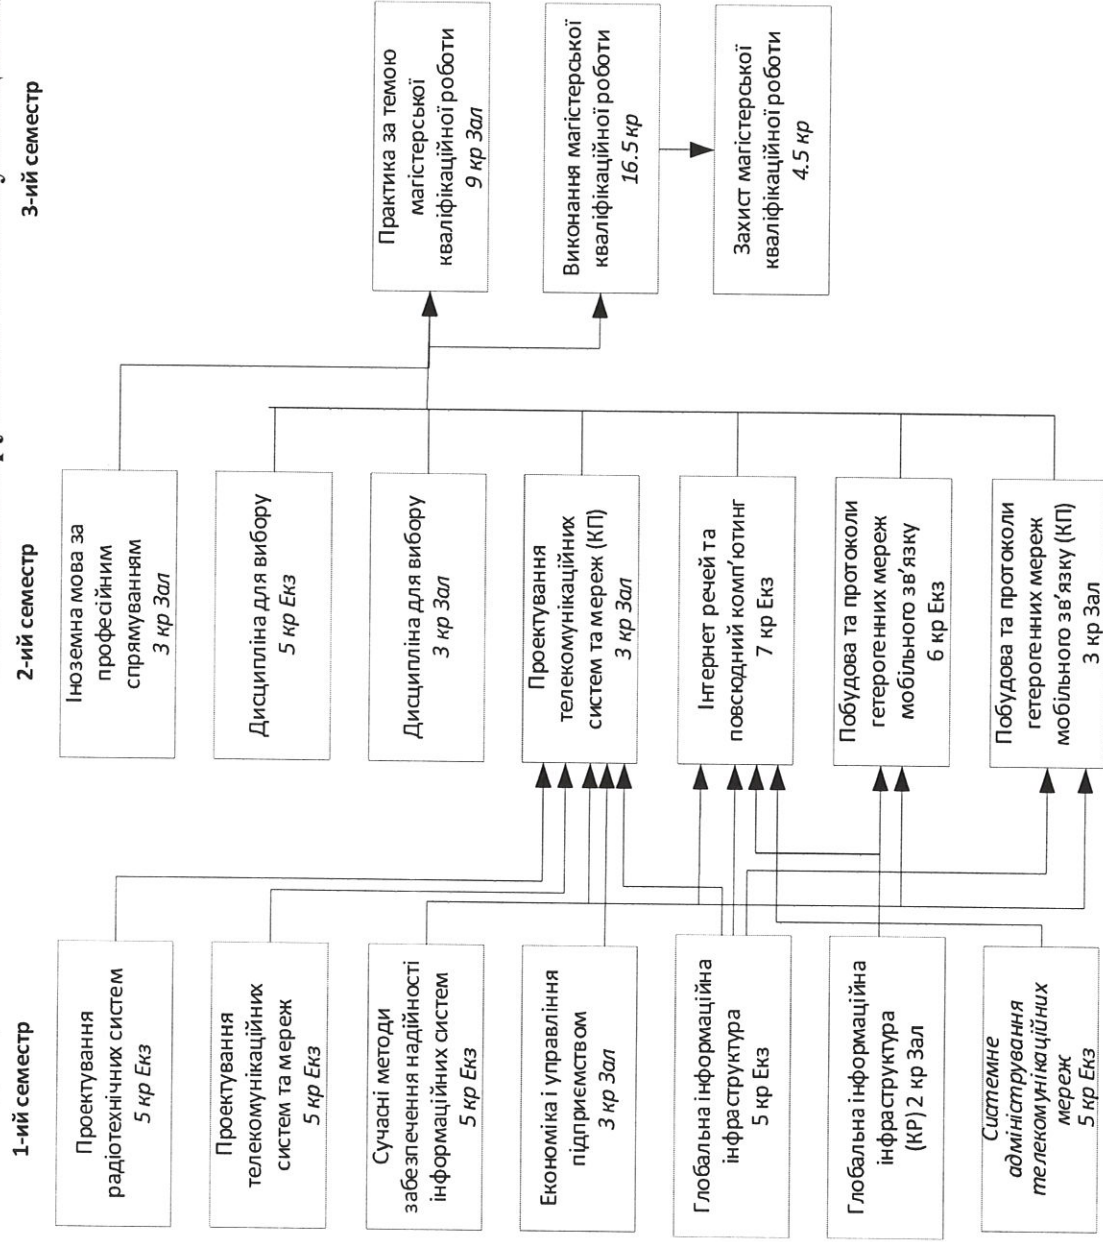 1-ий семестр
Проектування
радіотехнічних систем
5 кр Екз
Проектування
телекомунікаційних
систем та мереж
5 кр Екз
Сучасні методи
забезпечення надійності
інформаційних систем
5 кр Екз
Економіка і управління
підприємством
3 кр Зал
Глобальна інформаційна
інфраструктура
5 кр Екз
Глобальна інформаційна
інфраструктура
(КР) 2 кр Зал
Системне
адміністрування
телекомунікаційних
мереж
5 кр Екз
2-ий семестр
Іноземна мова за
професійним
спрямуванням
3 кр Зал
Дисципліна для вибору
5 кр Екз
Дисципліна для вибору
3 кр Зал
Проектування
телекомунікаційних
систем та мереж (КП)
3 кр Зал
Інтернет речей та
повсюдний комп'ютинг
7 кр Екз
Побудова та протоколи
гетерогенних мереж
мобільного зв'язку
6 кр Екз
Побудова та протоколи
гетерогенних мереж
мобільного зв'язку (КП)
3 кр Зал
3-ий семестр
Практика за темою
магістерської
кваліфікаційної роботи
9 кр Зал
Виконання магістерської
кваліфікаційної роботи
16.5 кр
Захист магістерської
кваліфікаційної роботи
4.5 кр